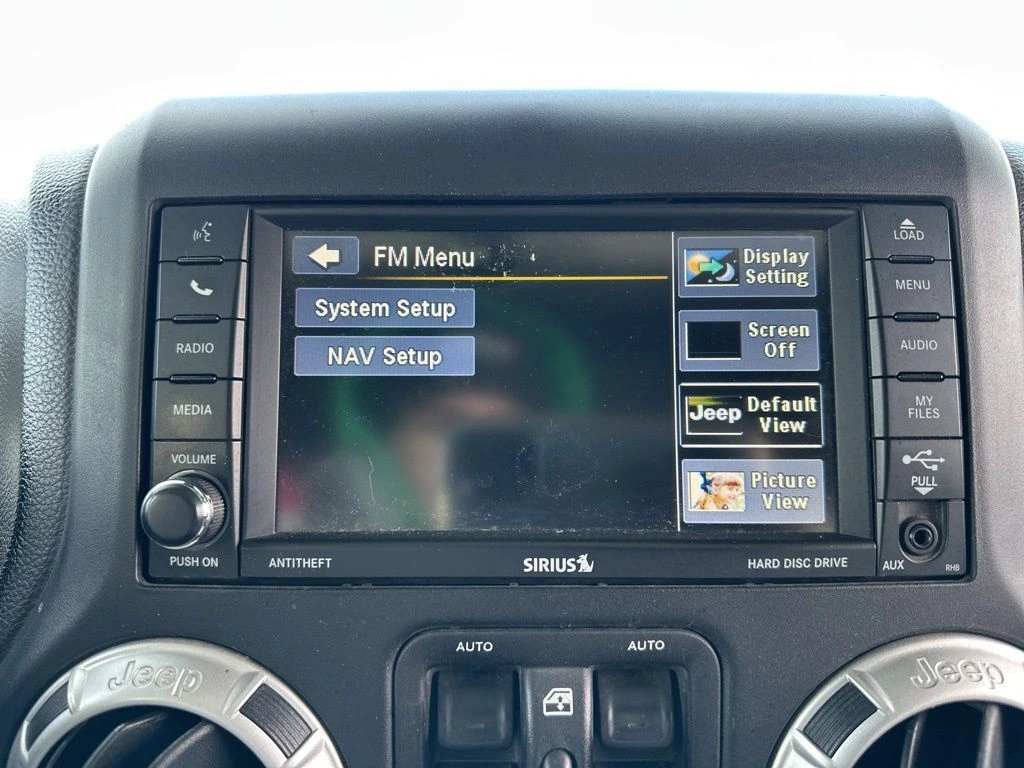 LOAD
FM Menu
Display
Setting
MENU
System Setup
Screen
Off
RADIO
AUDIO
NAV Setup
MEDIA
Jeep
Default
View
MY
FILES
VOLUME
Picture
View
PULL
PUSH ON
ANTITHEFT
SIRIUS
HARD DISC DRIVE
AUX
RHB
AUTO
AUTO
Jeep
Jeep